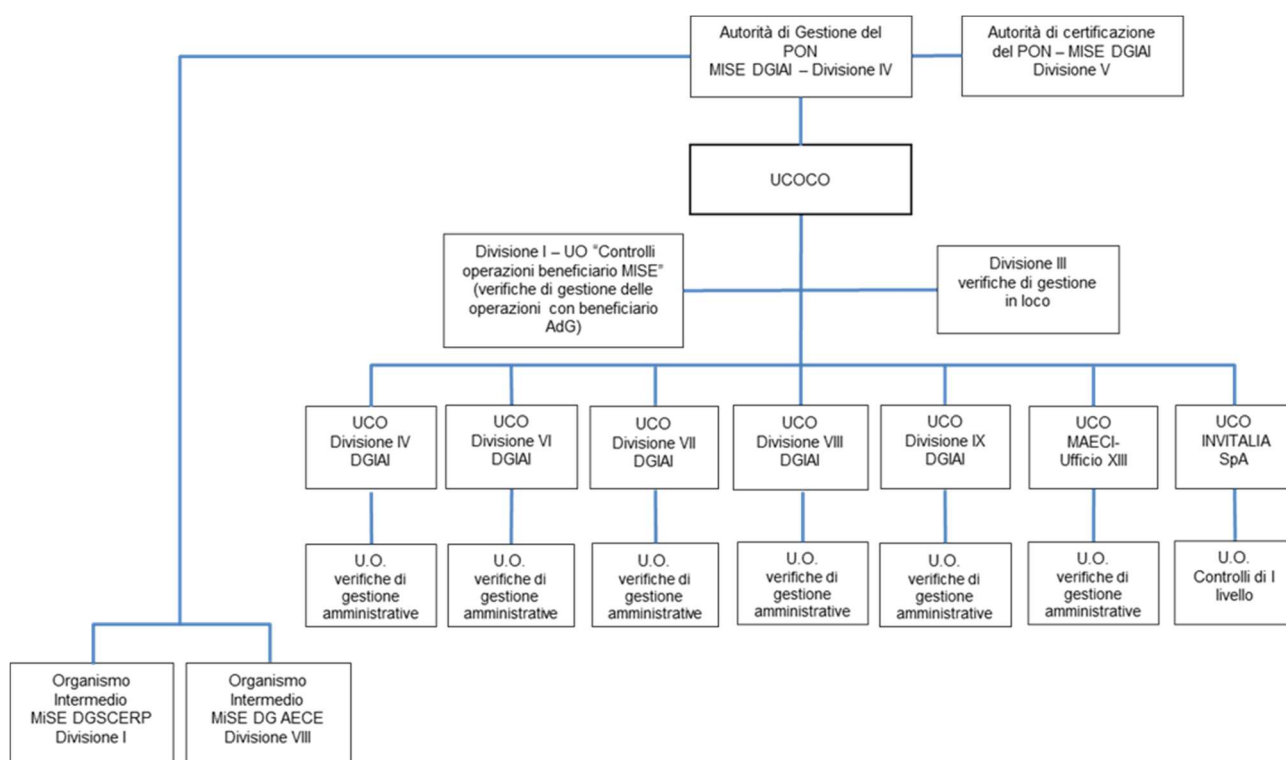 Autorità di Gestione del
PON
MISE DGIAI – Divisione IV
Autorità di certificazione
del PON – MISE DGIAI
Divisione V
UCOCO
Divisione I – UO "Controlli
operazioni beneficiario MISE"
(verifiche di gestione delle
operazioni con beneficiario
AdG)
Divisione III
verifiche di gestione
in loco
UCO
Divisione IV
DGIAI
UCO
Divisione VI
DGIAI
UCO
Divisione VII
DGIAI
UCO
Divisione VIII
DGIAI
UCO
Divisione IX
DGIAI
UCO
MAECI-
Ufficio XIII
UCO
INVITALIA
SpA
U.O.
verifiche di
gestione
amministrative
U.O.
verifiche di
gestione
amministrative
U.O.
verifiche di
gestione
amministrative
U.O.
verifiche di
gestione
amministrative
U.O.
verifiche di
gestione
amministrative
U.O.
verifiche di
gestione
amministrative
U.O.
Controlli di I
livello
Organismo
Intermedio
MiSE DGSCERP
Divisione I
Organismo
Intermedio
MiSE DG AECE
Divisione VIII